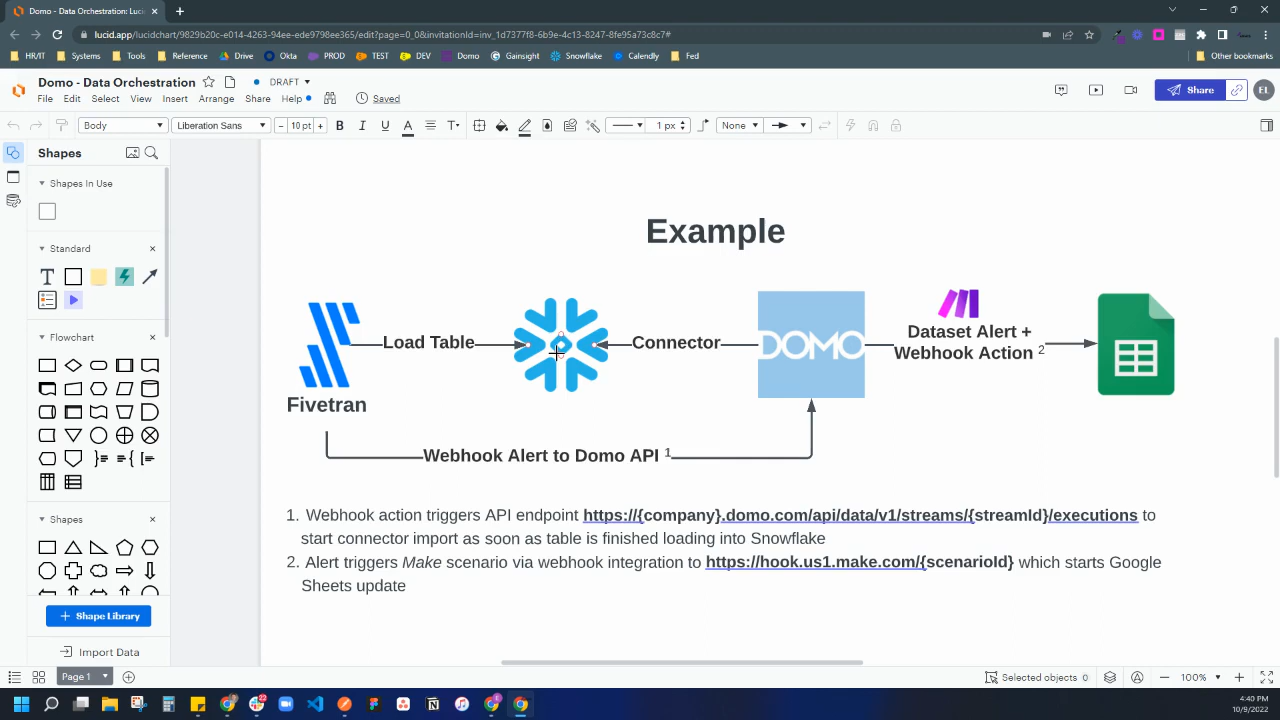 Domo - Data Orchestration: Luci
lucid.app/lucidchart/9829b20c-e014-4263-94ee-ede9798ee365/edit?page=0_0&invitationId=inv_1d7377f8-6b9e-4c13-8247-8fe95a73c8c7#
HR/IT Systems Tools Reference Drive Okta PROD TEST DEV Domo Gainsight Snowflake Calendly Fed Other bookmarks
Domo - Data Orchestration DRAFT
File Edit Select View Insert Arrange Share Help Saved
Share EL
Body Liberation Sans 10 pt B I U A T 1 px None
Shapes
Shapes In Use
Standard
T
Flowchart
Shapes
Shape Library
Import Data
Example
Load Table
Connector
DOMO
Dataset Alert +
Webhook Action 2
Fivetran
Webhook Alert to Domo API 1
1. Webhook action triggers API endpoint https://{company}.domo.com/api/data/v1/streams/{streamId}/executions to
start connector import as soon as table is finished loading into Snowflake
2. Alert triggers Make scenario via webhook integration to https://hook.us1.make.com/{scenarioId} which starts Google
Sheets update
Page 1
Selected objects 0
100%
4:40 PM
10/9/2022